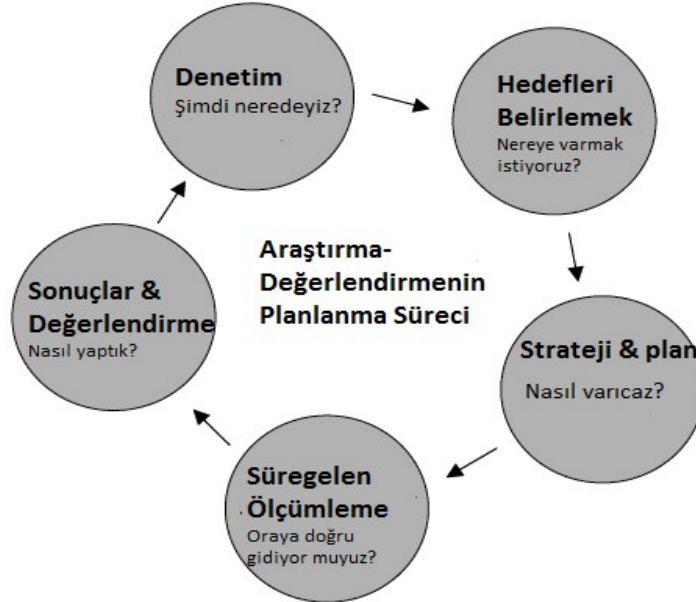 Denetim
Şimdi neredeyiz?
Hedefleri
Belirlemek
Nereye varmak
istiyoruz?
Araştırma-
Değerlendirmenin
Planlanma Süreci
Strateji & plan
Nasıl varıcaz?
Süregelen
Ölçümleme
Oraya doğru
gidiyor muyuz?
Sonuçlar &
Değerlendirme
Nasıl yaptık?